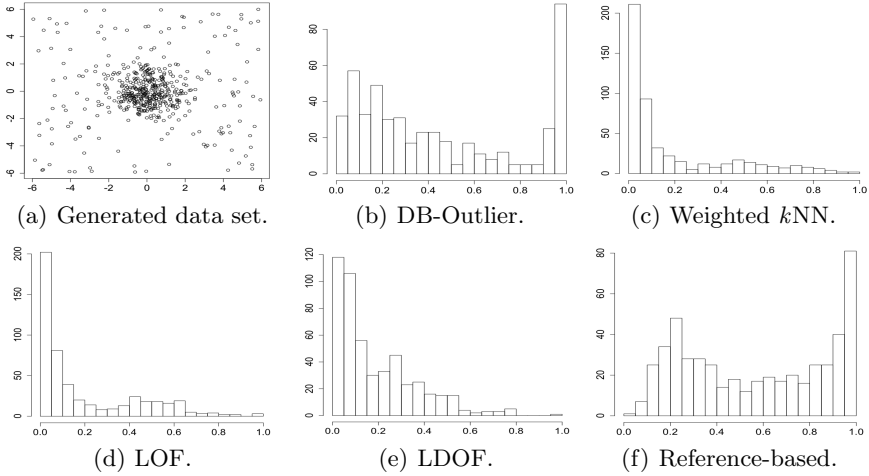 6
4
2
0
-2
-4
-6
-6 -4 -2 0 2 4 6
(a) Generated data set.
80
60
40
20
0
0.0 0.2 0.4 0.6 0.8 1.0
(b) DB-Outlier.
200
150
100
50
0
0.0 0.2 0.4 0.6 0.8 1.0
(c) Weighted kNN.
200
150
100
50
0
0.0 0.2 0.4 0.6 0.8 1.0
(d) LOF.
120
100
80
60
40
20
0
0.0 0.2 0.4 0.6 0.8 1.0
(e) LDOF.
80
60
40
20
0
0.0 0.2 0.4 0.6 0.8 1.0
(f) Reference-based.